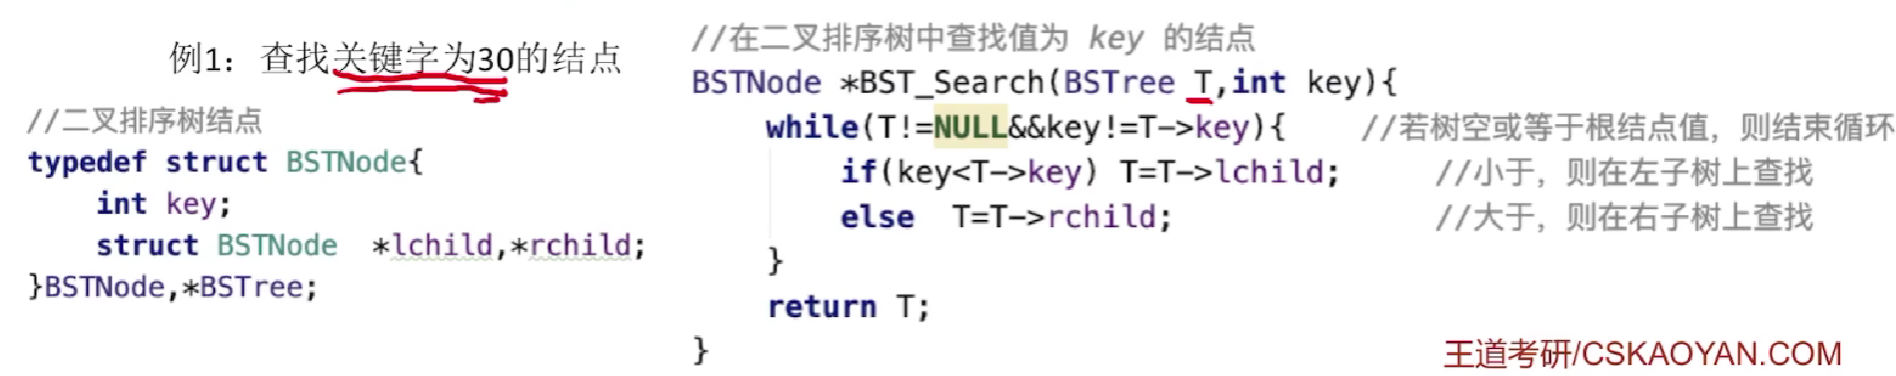 例1：查找关键字为30的结点
//二叉排序树结点
typedef struct BSTNode{
    int key;
    struct BSTNode  *lchild,*rchild;
}BSTNode,*BSTree;
//在二叉排序树中查找值为 key 的结点
BSTNode *BST_Search(BSTree T,int key){
    while(T!=NULL&&key!=T->key){    //若树空或等于根结点值，则结束循环
        if(key<T->key) T=T->lchild;    //小于，则在左子树上查找
        else  T=T->rchild;    //大于，则在右子树上查找
    }
    return T;
}
王道考研/CSKAOYAN.COM